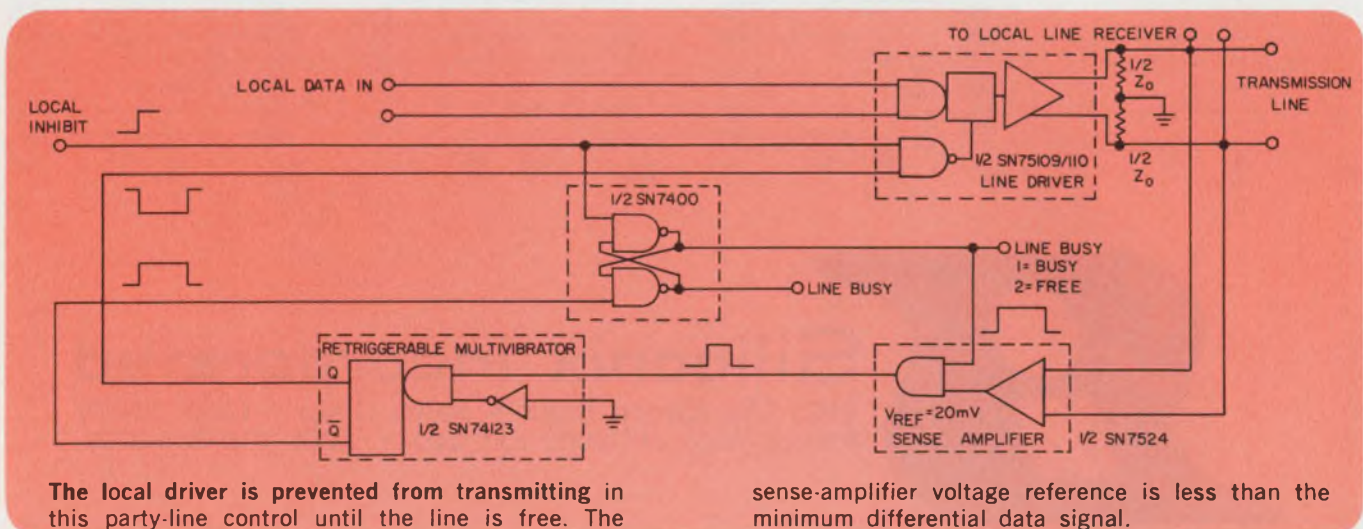 TO LOCAL LINE RECEIVER
LOCAL DATA IN
1/2
Z₀
TRANSMISSION
LINE
LOCAL
INHIBIT
1/2 SN75109/110
LINE DRIVER
1/2
Z₀
1/2 SN7400
LINE BUSY
1= BUSY
2= FREE
LINE BUSY
RETRIGGERABLE MULTIVIBRATOR
Q
Q̅
1/2 SN74123
VREF=20mV
SENSE AMPLIFIER
1/2 SN7524
The local driver is prevented from transmitting in
this party-line control until the line is free. The
sense-amplifier voltage reference is less than the
minimum differential data signal.